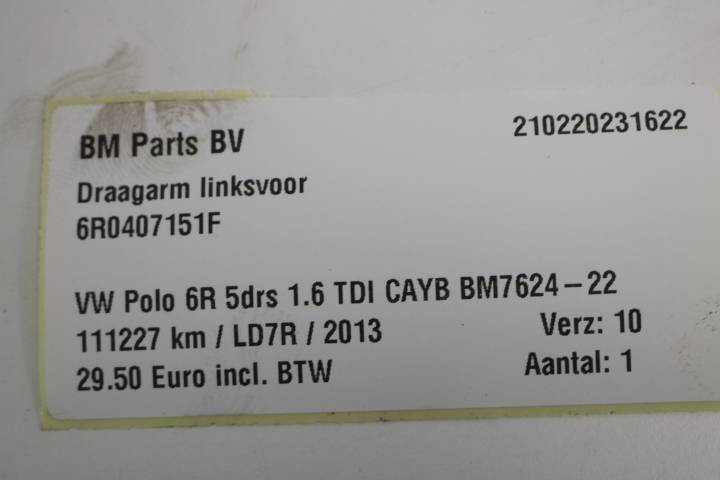 BM Parts BV 210220231622
Draagarm linksvoor
6R0407151F
VW Polo 6R 5drs 1.6 TDI CAYB BM7624-22
111227 km / LD7R / 2013 Verz: 10
29.50 Euro incl. BTW Aantal: 1